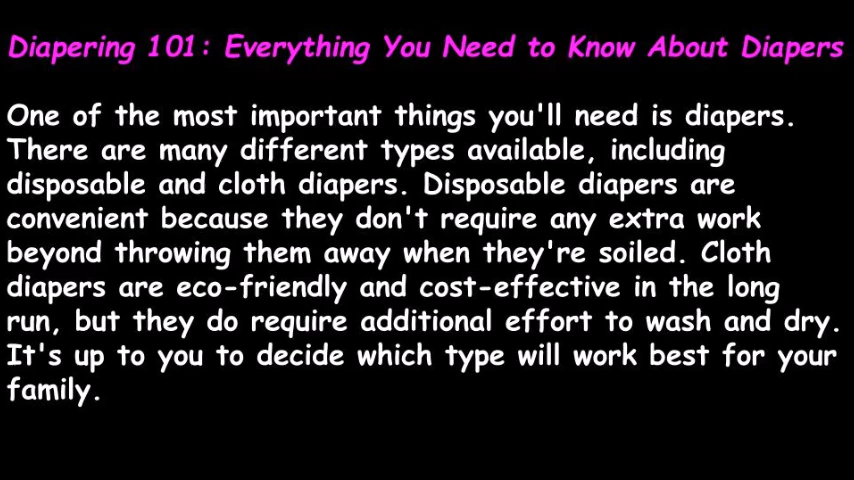 Diapering 101: Everything You Need to Know About Diapers
One of the most important things you'll need is diapers.
There are many different types available, including
disposable and cloth diapers. Disposable diapers are
convenient because they don't require any extra work
beyond throwing them away when they're soiled. Cloth
diapers are eco-friendly and cost-effective in the long
run, but they do require additional effort to wash and dry.
It's up to you to decide which type will work best for your
family.